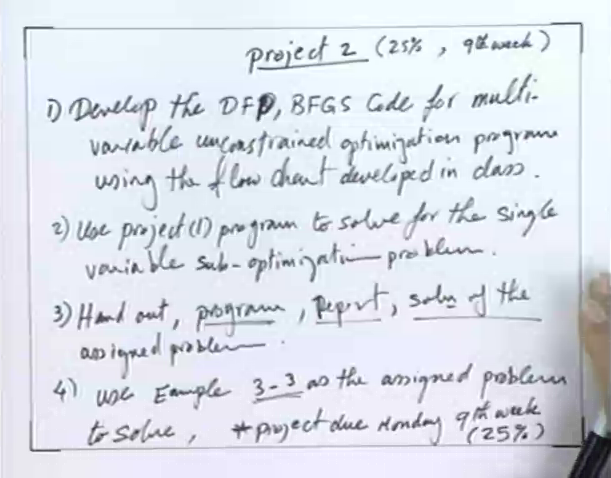 Project 2 (25%, 9th week)
1) Develop the DFP, BFGS Code for multi-
variable unconstrained optimization program
using the flow chart developed in class.
2) Use project (1) program to solve for the single
variable sub-optimization problem.
3) Hand out, program, Report, soln of the
assigned problem.
4) use Example 3-3 as the assigned problem
to solve, * project due Monday 9th week
(25%)